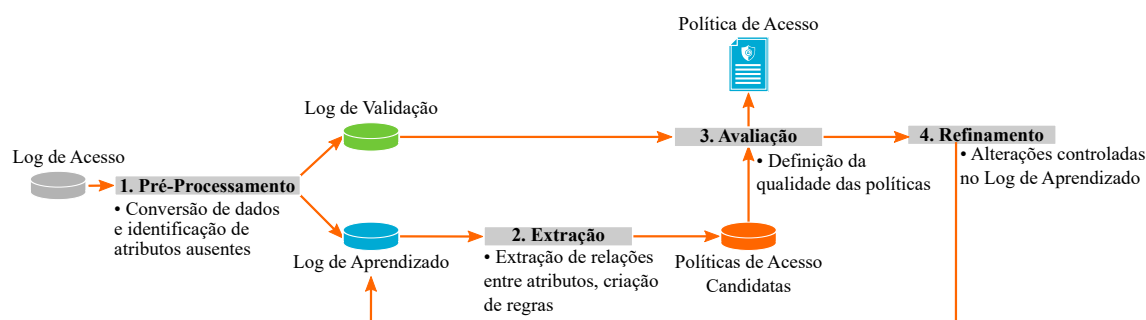 Política de Acesso
Log de Validação
3. Avaliação
4. Refinamento
• Definição da
qualidade das políticas
• Alterações controladas
no Log de Aprendizado
Log de Acesso
1. Pré-Processamento
• Conversão de dados
e identificação de
atributos ausentes
Log de Aprendizado
2. Extração
• Extração de relações
entre atributos, criação
de regras
Políticas de Acesso
Candidatas